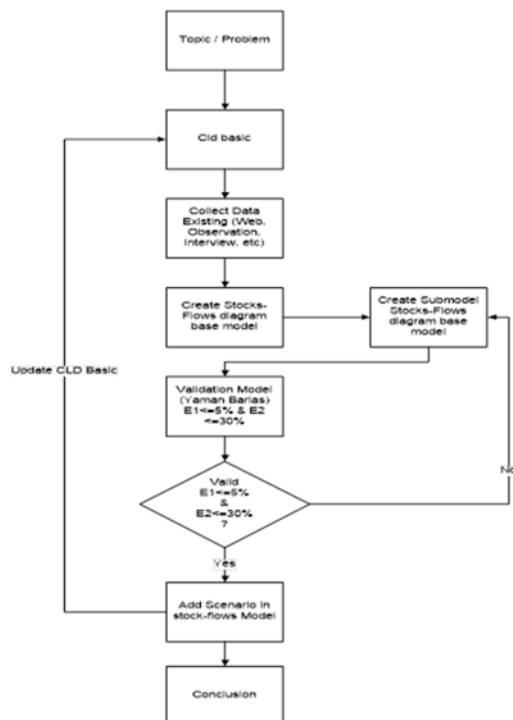 Topic / Problem
Cld basic
Collect Data
Existing (Web,
Observation,
Interview, etc)
Create Stocks-
Flows diagram
base model
Create Submodel
Stocks-Flows
diagram base
model
Update CLD Basic
Validation Model
(Yaman Barlas)
E1<=5% & E2
<=30%
Valid
E1<=5%
&
E2<=30%
?
No
Yes
Add Scenario in
stock-flows Model
Conclusion